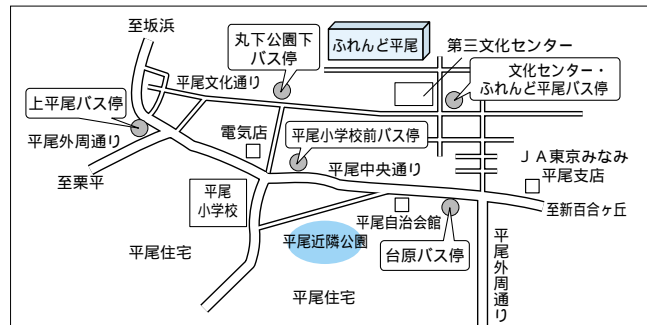 至坂浜
丸下公園下
バス停
ふれんど平尾
第三文化センター
平尾文化通り
文化センター・
ふれんど平尾バス停
上平尾バス停
平尾外周通り
電気店
平尾小学校前バス停
平尾中央通り
ＪＡ東京みなみ
平尾支店
至栗平
平尾
小学校
平尾自治会館
至新百合ヶ丘
平尾住宅
平尾近隣公園
台原バス停
平尾外周通り
平尾住宅